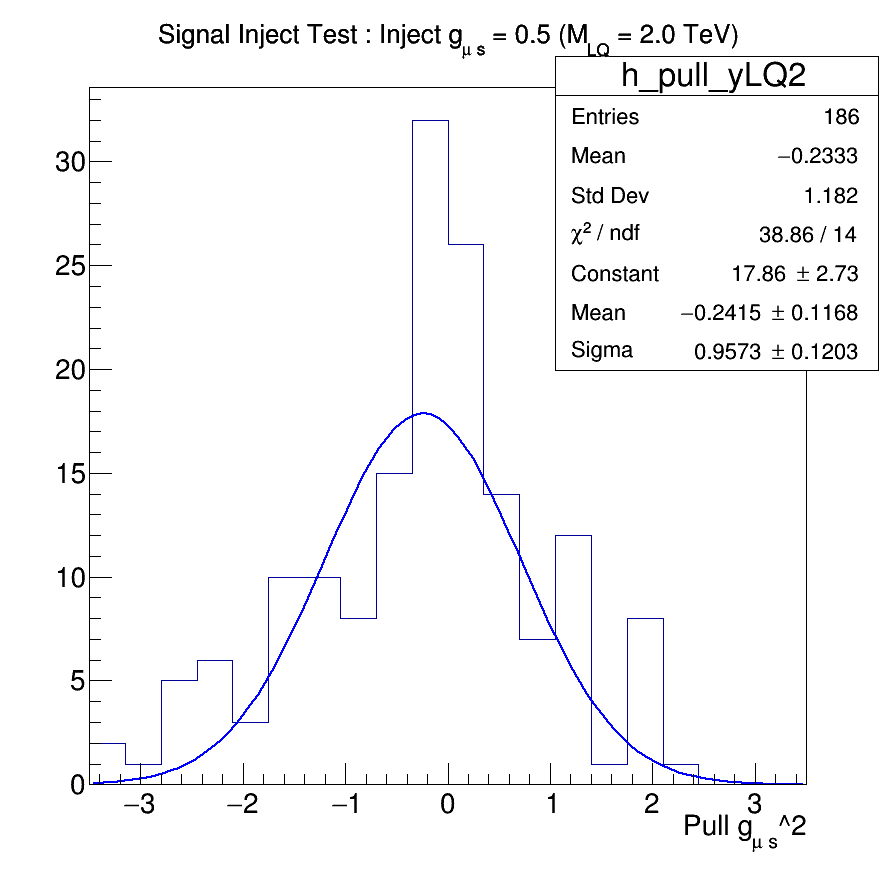 Signal Inject Test : Inject g_μ s = 0.5 (M_LQ = 2.0 TeV)
h_pull_yLQ2
Entries 186
Mean −0.2333
Std Dev 1.182
χ² / ndf 38.86 / 14
Constant 17.86 ± 2.73
Mean −0.2415 ± 0.1168
Sigma 0.9573 ± 0.1203
30
25
20
15
10
5
0
−3 −2 −1 0 1 2 3
Pull g_μ s^2